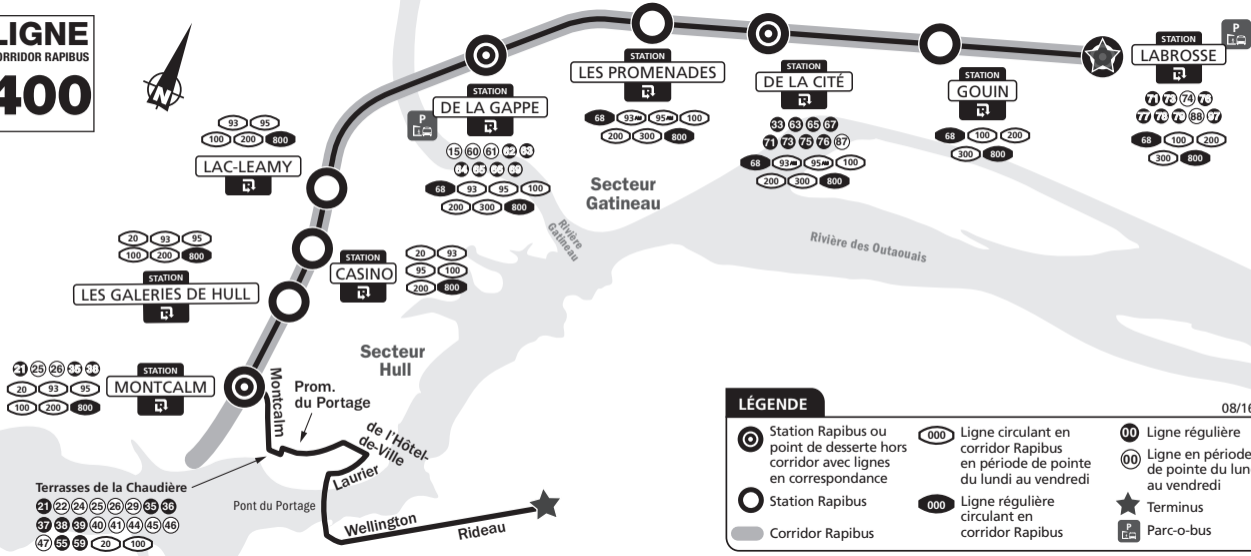 LIGNE
CORRIDOR RAPIBUS
400
N
STATION
LABROSSE
P
71 73 74 76
77 78 79 88 97
68 100 200
300 800
STATION
GOUIN
68 100 200
300 800
STATION
DE LA CITÉ
33 63 65 67
71 73 75 76 87
68 93 95 100
200 300 800
STATION
LES PROMENADES
68 93 95 100
200 300 800
STATION
DE LA GAPPE
P
15 60 61 62 63
64 65 66 69
68 93 95 100
200 300 800
93 95
100 200 800
LAC-LEAMY
STATION
CASINO
20 93
95 100
200 800
20 93 95
100 200 800
STATION
LES GALERIES DE HULL
21 25 26 35 36
20 93 95
100 200 800
STATION
MONTCALM
Secteur
Gatineau
Rivière
Gatineau
Rivière des Outaouais
Secteur
Hull
Montcalm
Prom.
du Portage
de l'Hôtel-
de-Ville
Laurier
Pont du Portage
Wellington
Rideau
Terrasses de la Chaudière
21 22 24 25 26 29 35 36
37 38 39 40 41 44 45 46
47 55 59 20 100
LÉGENDE
08/16
Station Rapibus ou
point de desserte hors
corridor avec lignes
en correspondance
Station Rapibus
Corridor Rapibus
000 Ligne circulant en
corridor Rapibus
en période de pointe
du lundi au vendredi
000 Ligne régulière
circulant en
corridor Rapibus
00 Ligne régulière
00 Ligne en période
de pointe du
au vendredi
Terminus
P Parc-o-bus